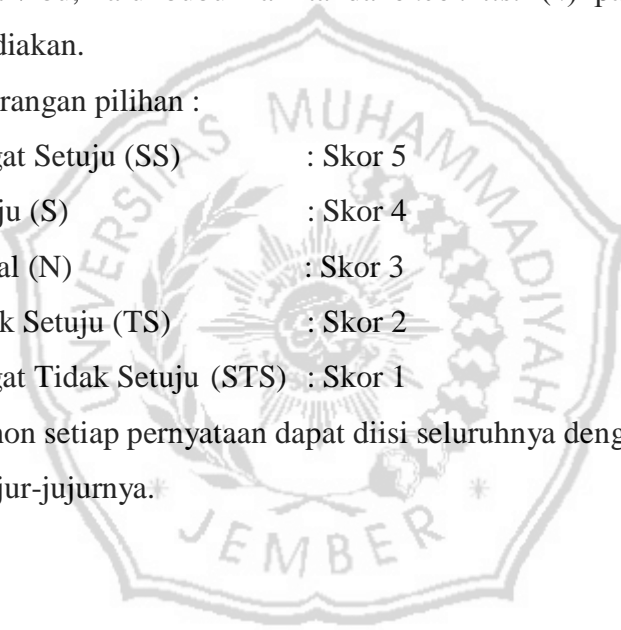 diakan.
rangan pilihan :
gat Setuju (SS) : Skor 5
ju (S) : Skor 4
al (N) : Skor 3
k Setuju (TS) : Skor 2
gat Tidak Setuju (STS) : Skor 1
non setiap pernyataan dapat diisi seluruhnya deng
jur-jujurnya.
UNIVERSITAS MUHAMMADIYAH
JEMBER